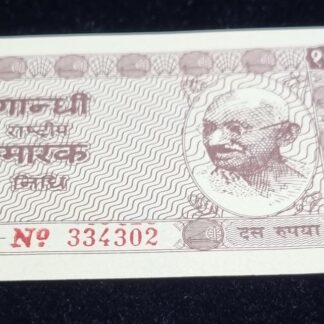 गान्धी
राष्ट्रीय
स्मारक
निधि
Nº 334302
दस रुपया